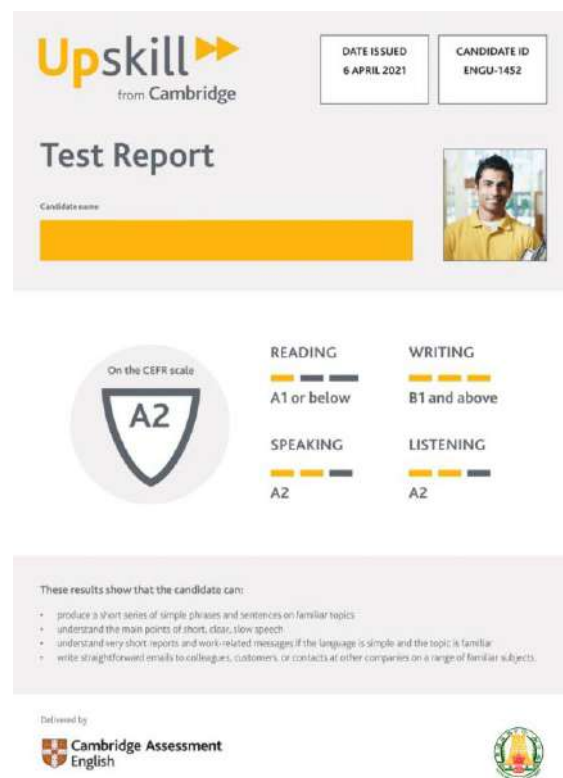 Upskill
from Cambridge
DATE ISSUED
6 APRIL 2021
CANDIDATE ID
ENGU-1452
Test Report
Candidate name
On the CEFR scale
A2
READING
A1 or below
WRITING
B1 and above
SPEAKING
A2
LISTENING
A2
These results show that the candidate can:
• produce a short series of simple phrases and sentences on familiar topics
• understand the main points of short, clear, slow speech
• understand very short reports and work-related messages if the language is simple and the topic is familiar
• write straightforward emails to colleagues, customers, or contacts at other companies on a range of familiar subjects.
Delivered by
Cambridge Assessment
English